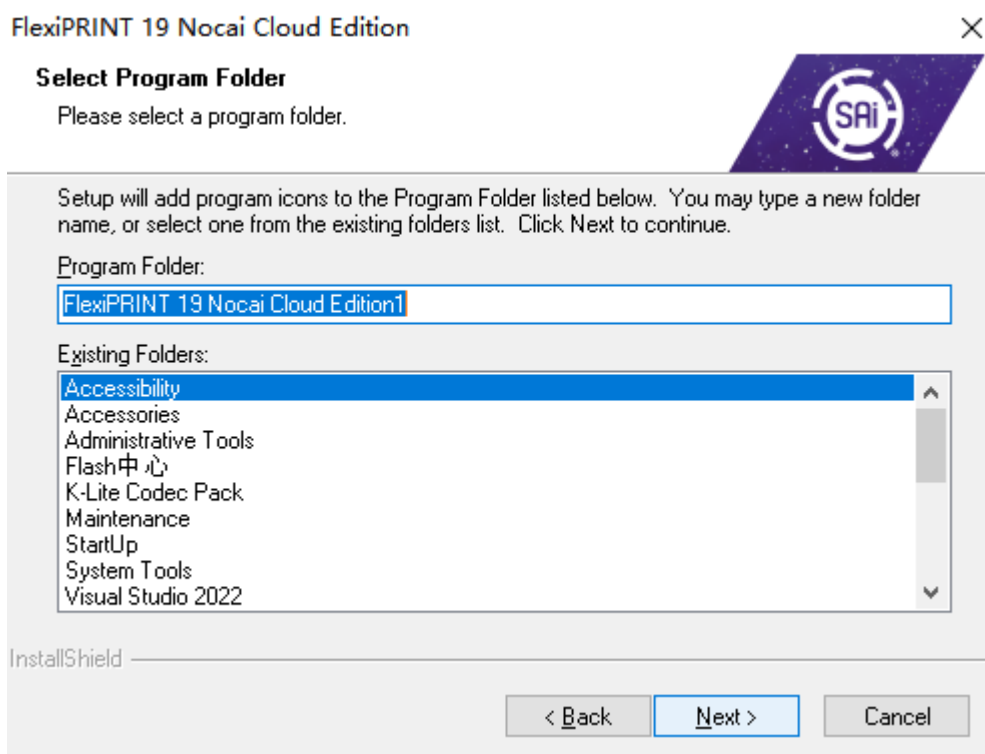 FlexiPRINT 19 Nocai Cloud Edition
Select Program Folder
Please select a program folder.
SAi
Setup will add program icons to the Program Folder listed below.  You may type a new folder
name, or select one from the existing folders list.  Click Next to continue.
Program Folder:
FlexiPRINT 19 Nocai Cloud Edition1
Existing Folders:
Accessibility
Accessories
Administrative Tools
Flash中心
K-Lite Codec Pack
Maintenance
StartUp
System Tools
Visual Studio 2022
InstallShield
< Back
Next >
Cancel